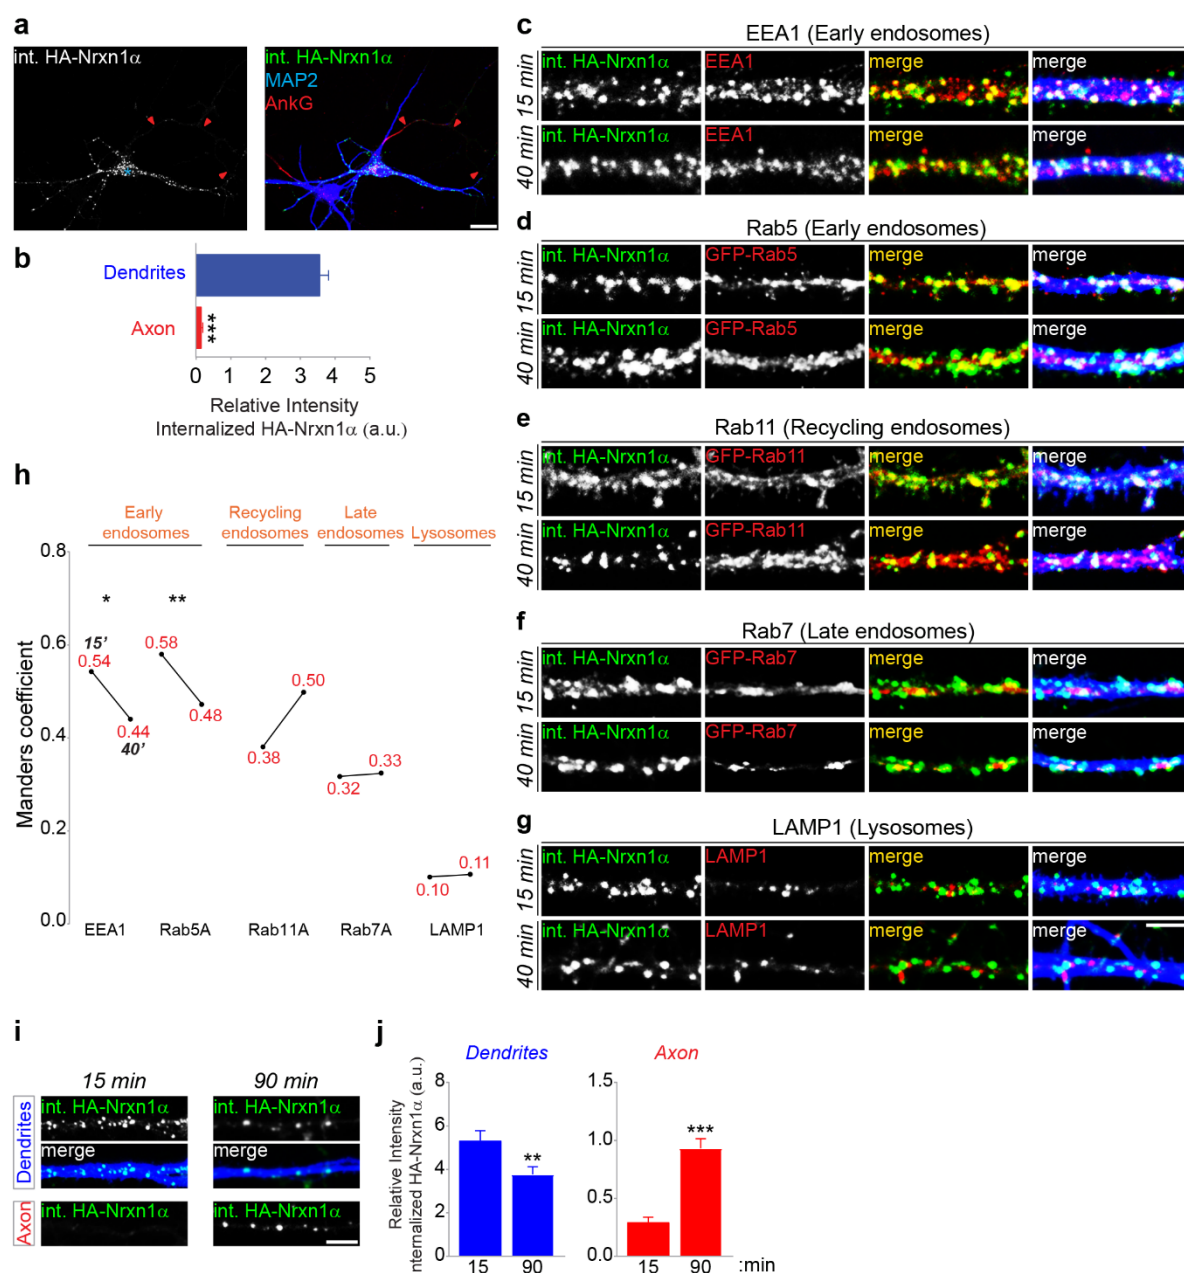 a
int. HA-Nrxn1α
int. HA-Nrxn1α
MAP2
AnkG
b
Dendrites
Axon
***
0 1 2 3 4 5
Relative Intensity
Internalized HA-Nrxn1α (a.u.)
c
EEA1 (Early endosomes)
15 min
int. HA-Nrxn1α EEA1 merge merge
40 min
int. HA-Nrxn1α EEA1 merge merge
d
Rab5 (Early endosomes)
15 min
int. HA-Nrxn1α GFP-Rab5 merge merge
40 min
int. HA-Nrxn1α GFP-Rab5 merge merge
e
Rab11 (Recycling endosomes)
15 min
int. HA-Nrxn1α GFP-Rab11 merge merge
40 min
int. HA-Nrxn1α GFP-Rab11 merge merge
f
Rab7 (Late endosomes)
15 min
int. HA-Nrxn1α GFP-Rab7 merge merge
40 min
int. HA-Nrxn1α GFP-Rab7 merge merge
g
LAMP1 (Lysosomes)
15 min
int. HA-Nrxn1α LAMP1 merge merge
40 min
int. HA-Nrxn1α LAMP1 merge merge
h
Early
endosomes
Recycling
endosomes
Late
endosomes
Lysosomes
Manders coefficient
0.8
0.6
0.4
0.2
0.0
* **
15'
0.54
0.44
40'
0.58
0.48
0.38
0.50
0.32
0.33
0.10
0.11
EEA1 Rab5A Rab11A Rab7A LAMP1
i
15 min 90 min
Dendrites
int. HA-Nrxn1α int. HA-Nrxn1α
merge merge
Axon
int. HA-Nrxn1α int. HA-Nrxn1α
j
Dendrites
Relative Intensity
Internalized HA-Nrxn1α (a.u.)
8
6
4
2
0
**
15 90
Axon
1.5
1.0
0.5
0.0
***
15 90 :min